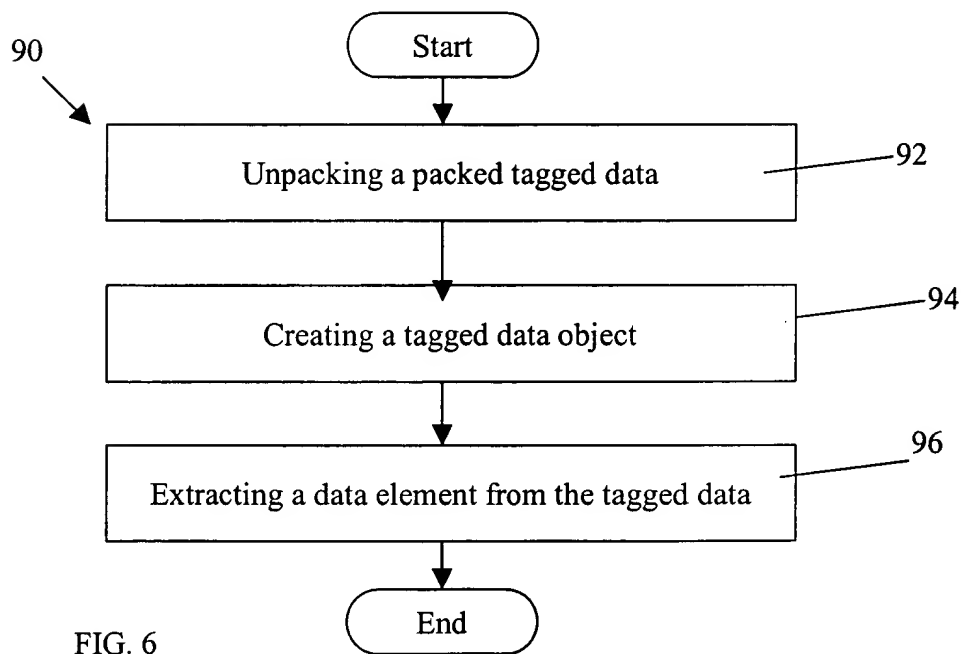 Start
90
Unpacking a packed tagged data
92
Creating a tagged data object
94
Extracting a data element from the tagged data
96
End
FIG. 6